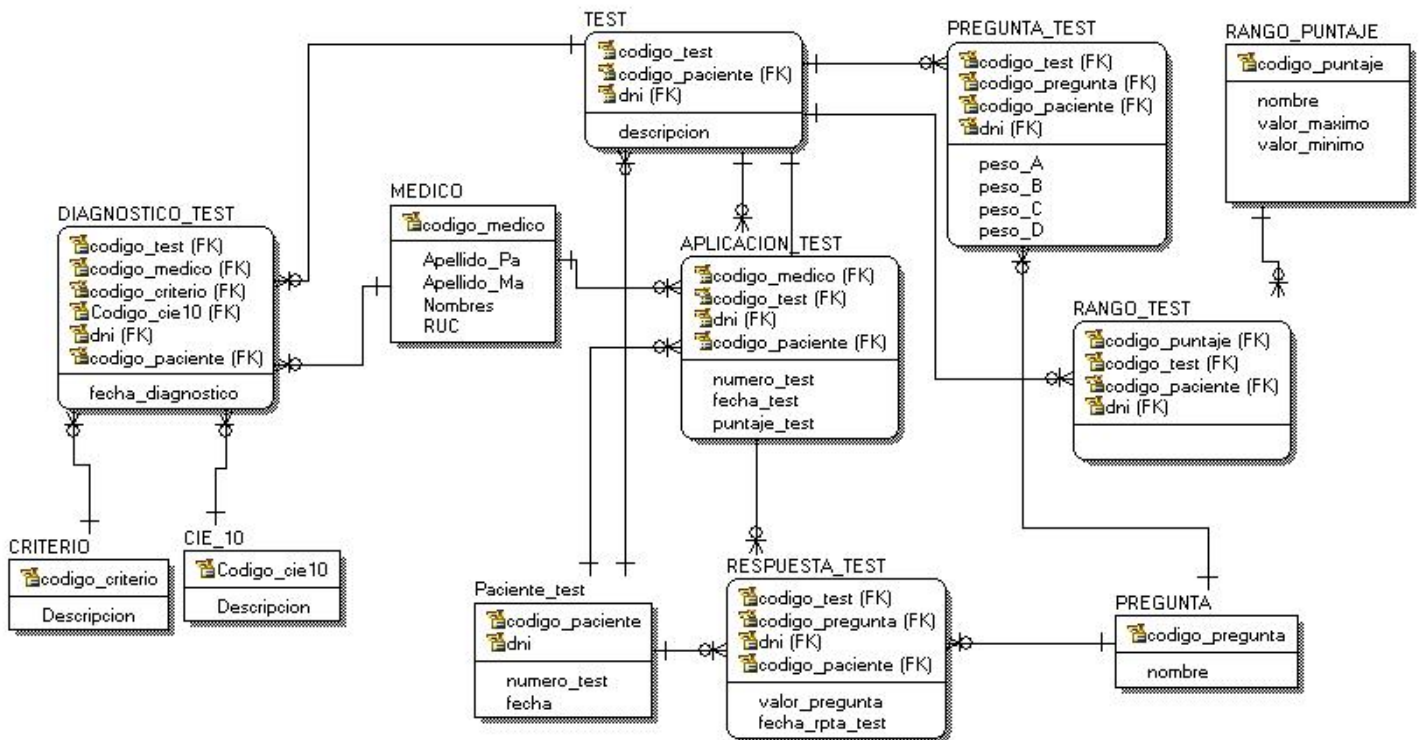 TEST
codigo_test
codigo_paciente (FK)
dni (FK)
descripcion
PREGUNTA_TEST
codigo_test (FK)
codigo_pregunta (FK)
codigo_paciente (FK)
dni (FK)
peso_A
peso_B
peso_C
peso_D
RANGO_PUNTAJE
codigo_puntaje
nombre
valor_maximo
valor_minimo
DIAGNOSTICO_TEST
codigo_test (FK)
codigo_medico (FK)
codigo_criterio (FK)
Codigo_cie10 (FK)
dni (FK)
codigo_paciente (FK)
fecha_diagnostico
MEDICO
codigo_medico
Apellido_Pa
Apellido_Ma
Nombres
RUC
APLICACION_TEST
codigo_medico (FK)
codigo_test (FK)
dni (FK)
codigo_paciente (FK)
numero_test
fecha_test
puntaje_test
RANGO_TEST
codigo_puntaje (FK)
codigo_test (FK)
codigo_paciente (FK)
dni (FK)
CRITERIO
codigo_criterio
Descripcion
CIE_10
Codigo_cie10
Descripcion
Paciente_test
codigo_paciente
dni
numero_test
fecha
RESPUESTA_TEST
codigo_test (FK)
codigo_pregunta (FK)
dni (FK)
codigo_paciente (FK)
valor_pregunta
fecha_rpta_test
PREGUNTA
codigo_pregunta
nombre